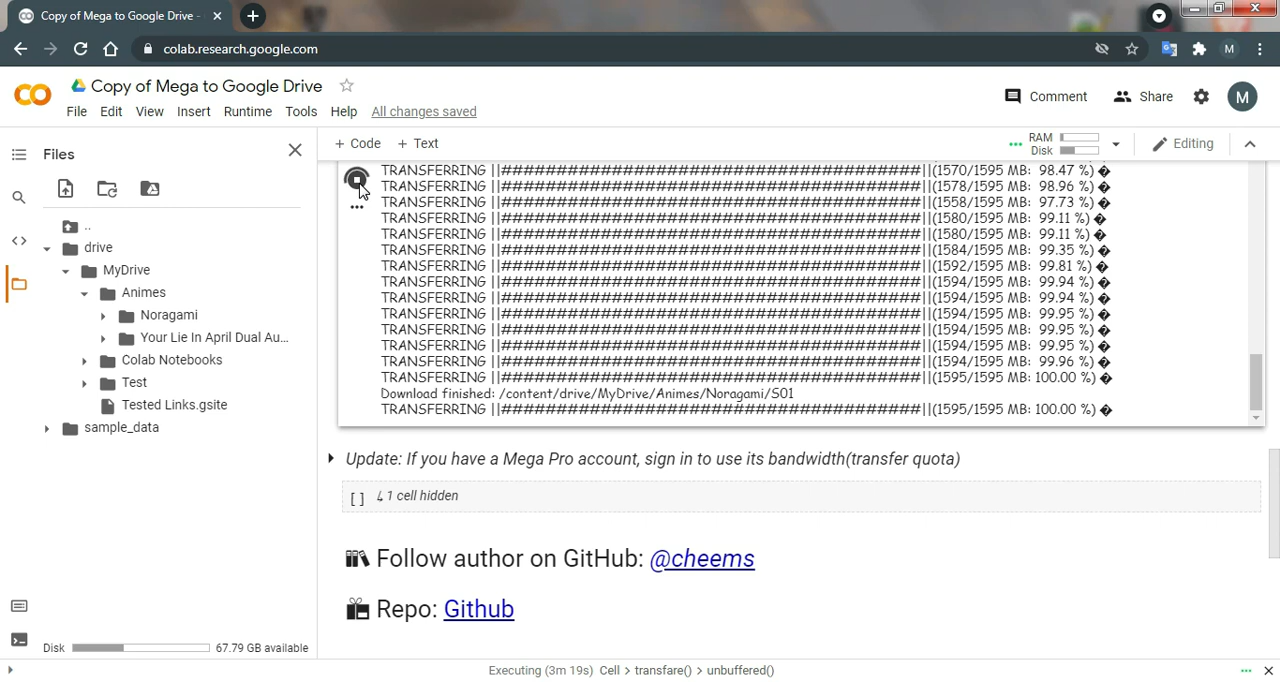 Copy of Mega to Google Drive -
colab.research.google.com
M
Copy of Mega to Google Drive
Comment
Share
M
File Edit View Insert Runtime Tools Help All changes saved
Files
+ Code + Text
RAM
Disk
Editing
..
drive
MyDrive
Animes
Noragami
Your Lie In April Dual Au...
Colab Notebooks
Test
Tested Links.gsite
sample_data
TRANSFERRING ||########################################||(1570/1595 MB: 98.47 %) �
TRANSFERRING ||########################################||(1578/1595 MB: 98.96 %) �
TRANSFERRING ||########################################||(1558/1595 MB: 97.73 %) �
TRANSFERRING ||########################################||(1580/1595 MB: 99.11 %) �
TRANSFERRING ||########################################||(1580/1595 MB: 99.11 %) �
TRANSFERRING ||########################################||(1584/1595 MB: 99.35 %) �
TRANSFERRING ||########################################||(1592/1595 MB: 99.81 %) �
TRANSFERRING ||########################################||(1594/1595 MB: 99.94 %) �
TRANSFERRING ||########################################||(1594/1595 MB: 99.94 %) �
TRANSFERRING ||########################################||(1594/1595 MB: 99.95 %) �
TRANSFERRING ||########################################||(1594/1595 MB: 99.95 %) �
TRANSFERRING ||########################################||(1594/1595 MB: 99.95 %) �
TRANSFERRING ||########################################||(1594/1595 MB: 99.96 %) �
TRANSFERRING ||########################################||(1595/1595 MB: 100.00 %) �
Download finished: /content/drive/MyDrive/Animes/Noragami/S01
TRANSFERRING ||########################################||(1595/1595 MB: 100.00 %) �
Update: If you have a Mega Pro account, sign in to use its bandwidth(transfer quota)
[ ] ↳ 1 cell hidden
Follow author on GitHub: @cheems
Repo: Github
Disk 67.79 GB available
Executing (3m 19s) Cell > transfare() > unbuffered()